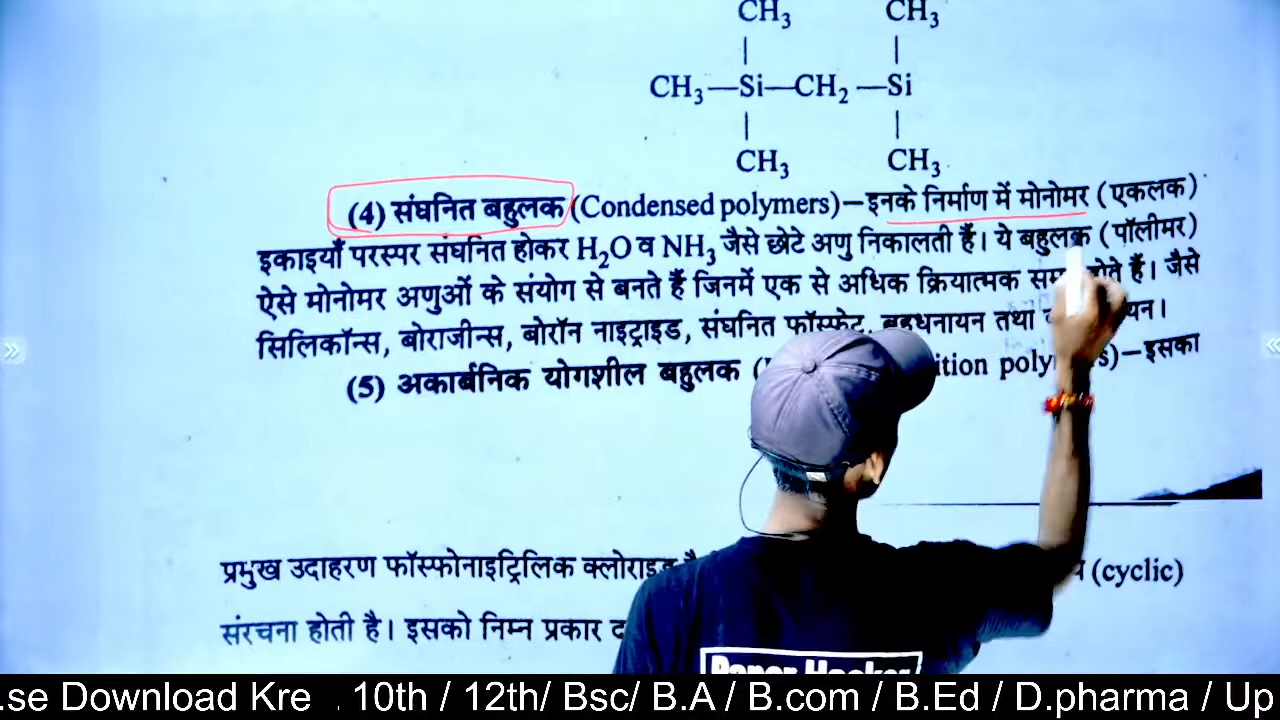 CH₃ CH₃
CH₃—Si—CH₂—Si
CH₃ CH₃
(4) संघनित बहुलक (Condensed polymers)—इनके निर्माण में मोनोमर (एकलक)
इकाइयाँ परस्पर संघनित होकर H₂O व NH₃ जैसे छोटे अणु निकालती हैं। ये बहुलक (पॉलीमर)
ऐसे मोनोमर अणुओं के संयोग से बनते हैं जिनमें एक से अधिक क्रियात्मक होते हैं। जैसे
सिलिकॉन्स, बोराजीन्स, बोरॉन नाइट्राइड, संघनित फॉस्फेट, बहुधनायन तथा
(5) अकार्बनिक योगशील बहुलक —इसका
प्रमुख उदाहरण फॉस्फोनाइट्रिलिक क्लोराइड (cyclic)
संरचना होती है। इसको निम्न प्रकार
Paper Hacker
.se Download Kre . 10th / 12th/ Bsc/ B.A / B.com / B.Ed / D.pharma / Up